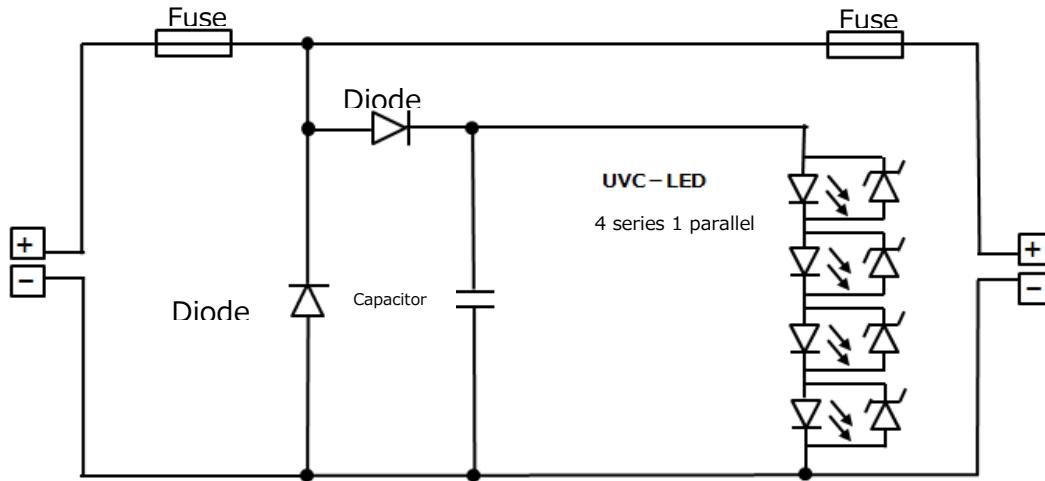 Fuse
Fuse
Diode
UVC－LED
4 series 1 parallel
+
−
+
−
Diode
Capacitor